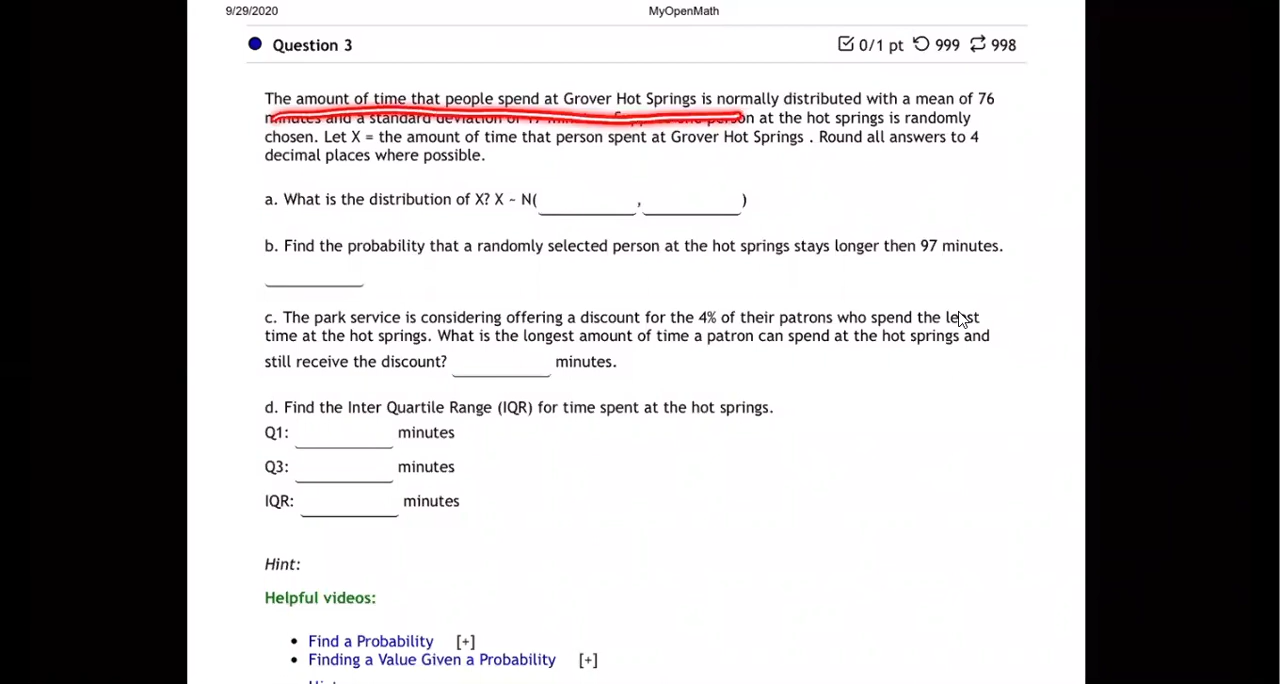 9/29/2020
MyOpenMath
Question 3
0/1 pt 999 998
The amount of time that people spend at Grover Hot Springs is normally distributed with a mean of 76
minutes and a standard deviation of 17 person at the hot springs is randomly
chosen. Let X = the amount of time that person spent at Grover Hot Springs . Round all answers to 4
decimal places where possible.
a. What is the distribution of X? X ~ N( , )
b. Find the probability that a randomly selected person at the hot springs stays longer then 97 minutes.
c. The park service is considering offering a discount for the 4% of their patrons who spend the least
time at the hot springs. What is the longest amount of time a patron can spend at the hot springs and
still receive the discount? minutes.
d. Find the Inter Quartile Range (IQR) for time spent at the hot springs.
Q1: minutes
Q3: minutes
IQR: minutes
Hint:
Helpful videos:
• Find a Probability [+]
• Finding a Value Given a Probability [+]